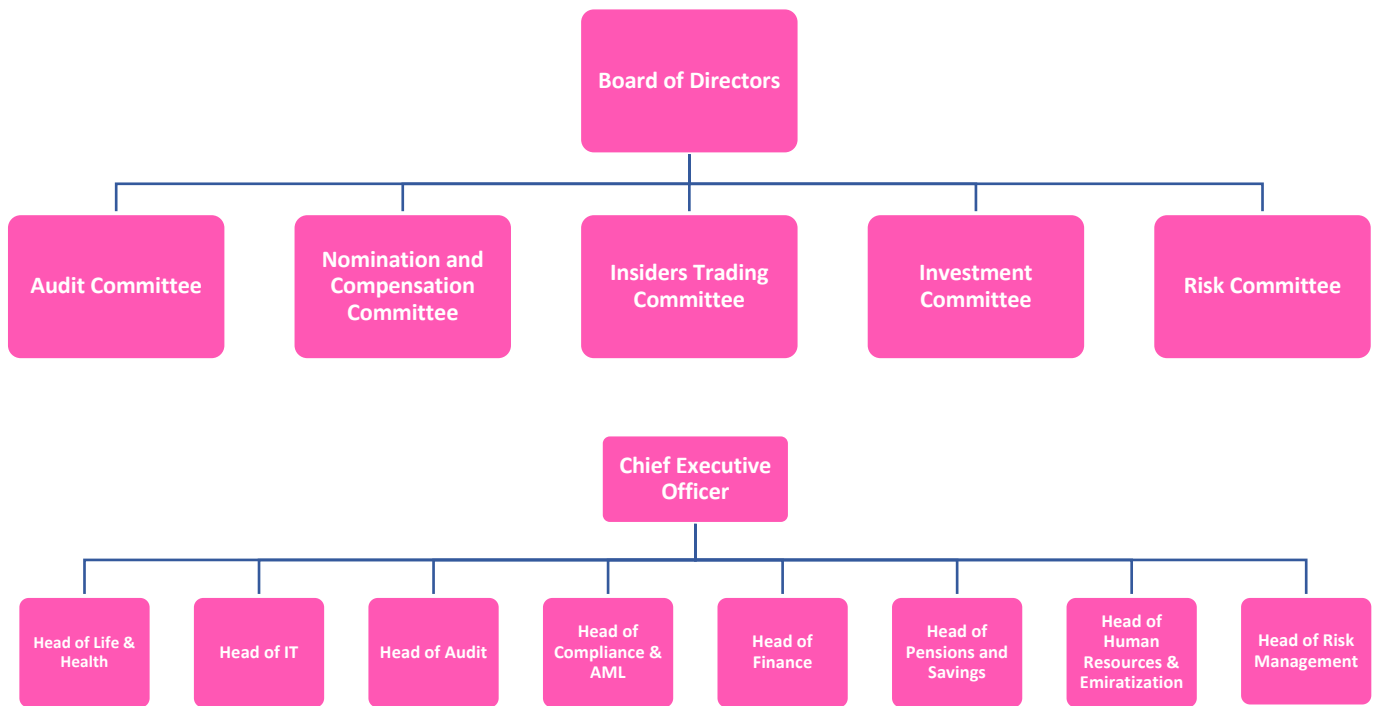 Board of Directors
Audit Committee
Nomination and
Compensation
Committee
Insiders Trading
Committee
Investment
Committee
Risk Committee
Chief Executive
Officer
Head of Life &
Health
Head of IT
Head of Audit
Head of
Compliance &
AML
Head of
Finance
Head of
Pensions and
Savings
Head of
Human
Resources &
Emiratization
Head of Risk
Management